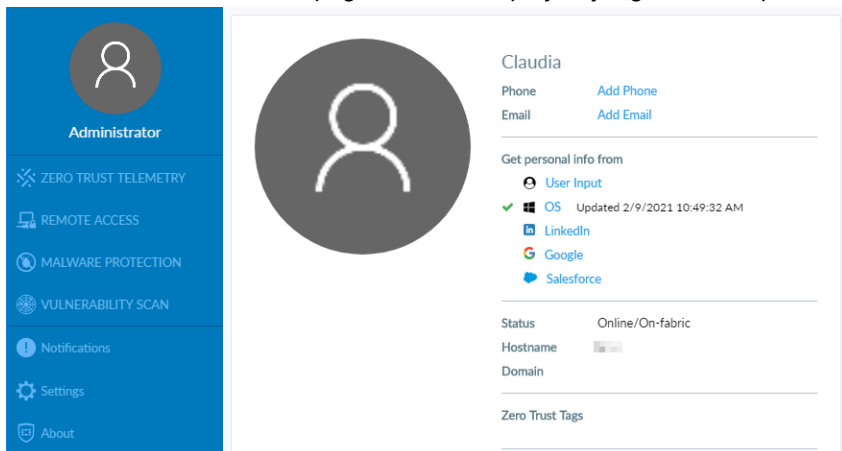 Administrator
ZERO TRUST TELEMETRY
REMOTE ACCESS
MALWARE PROTECTION
VULNERABILITY SCAN
Notifications
Settings
About
Claudia
Phone Add Phone
Email Add Email
Get personal info from
User Input
OS Updated 2/9/2021 10:49:32 AM
LinkedIn
Google
Salesforce
Status Online/On-fabric
Hostname
Domain
Zero Trust Tags